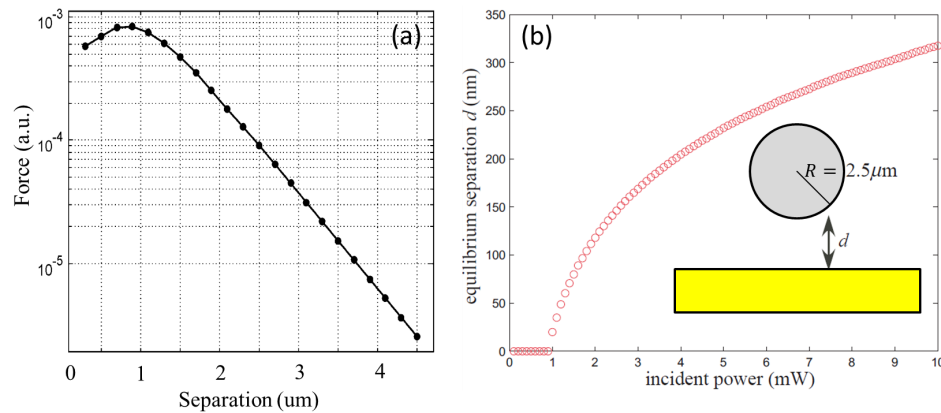 (a)
Force (a.u.)
10⁻³
10⁻⁴
10⁻⁵
0 1 2 3 4
Separation (um)
(b)
equilibrium separation d (nm)
350
300
250
200
150
100
50
0
0 1 2 3 4 5 6 7 8 9 10
incident power (mW)
R = 2.5μm
d